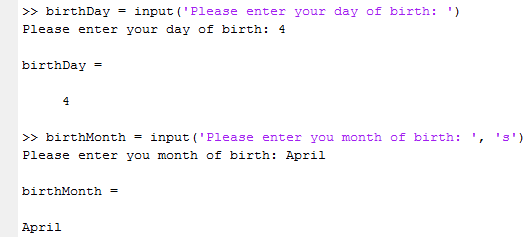 >> birthDay = input('Please enter your day of birth: ')
Please enter your day of birth: 4
birthDay =
4
>> birthMonth = input('Please enter you month of birth: ', 's')
Please enter you month of birth: April
birthMonth =
April